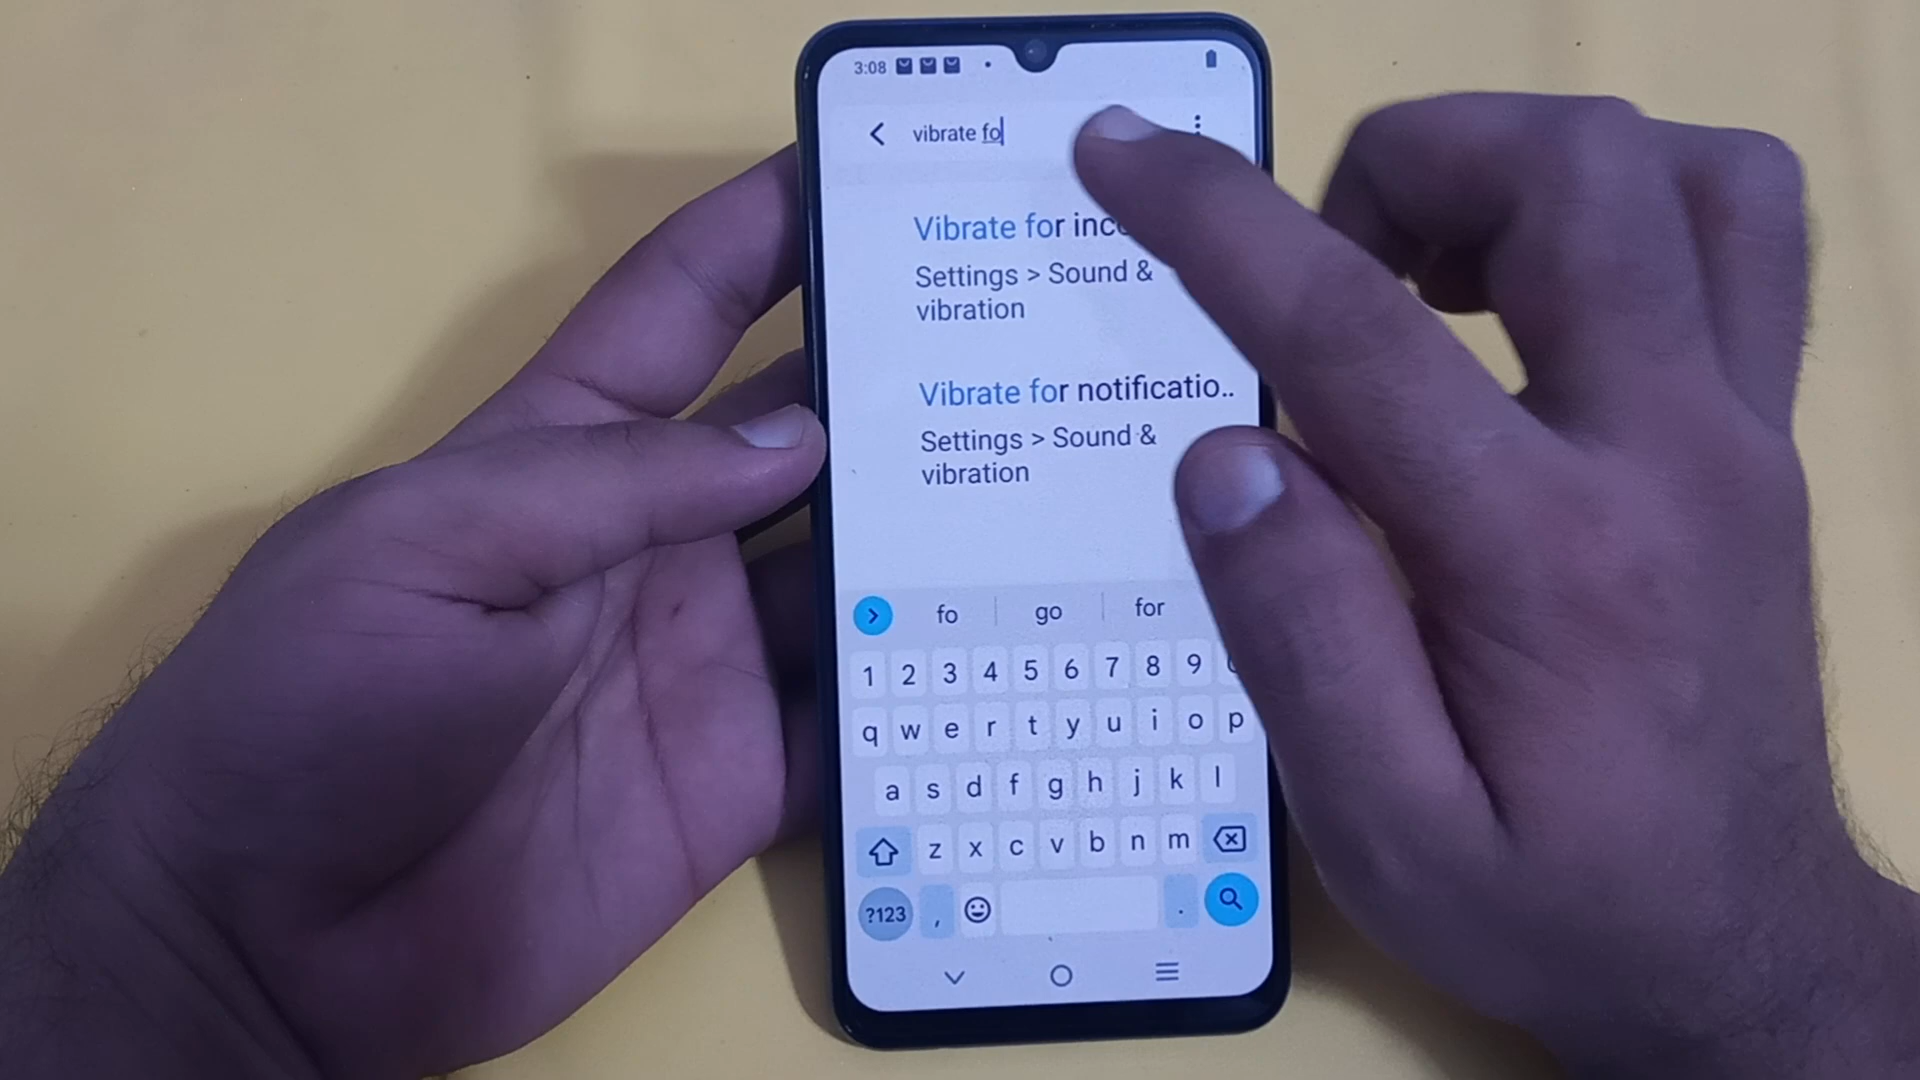 3:08
vibrate fo
Vibrate for
Settings > Sound &
vibration
Vibrate for notificatio..
Settings > Sound &
vibration
fo go for
1 2 3 4 5 6 7 8 9
q w e r t y u i o p
a s d f g h j k l
z x c v b n m
?123 , .